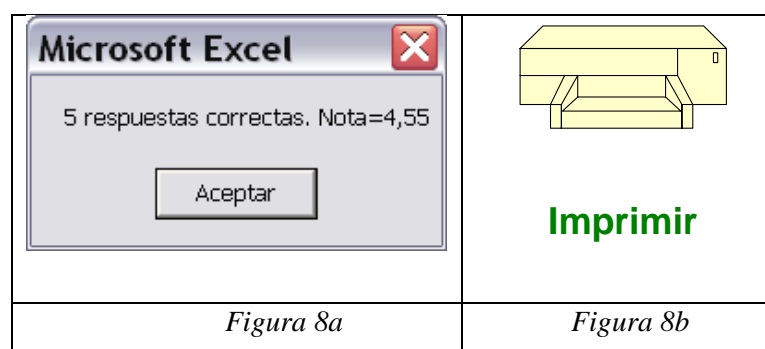 Microsoft Excel
5 respuestas correctas. Nota=4,55
Aceptar
Imprimir
Figura 8a
Figura 8b